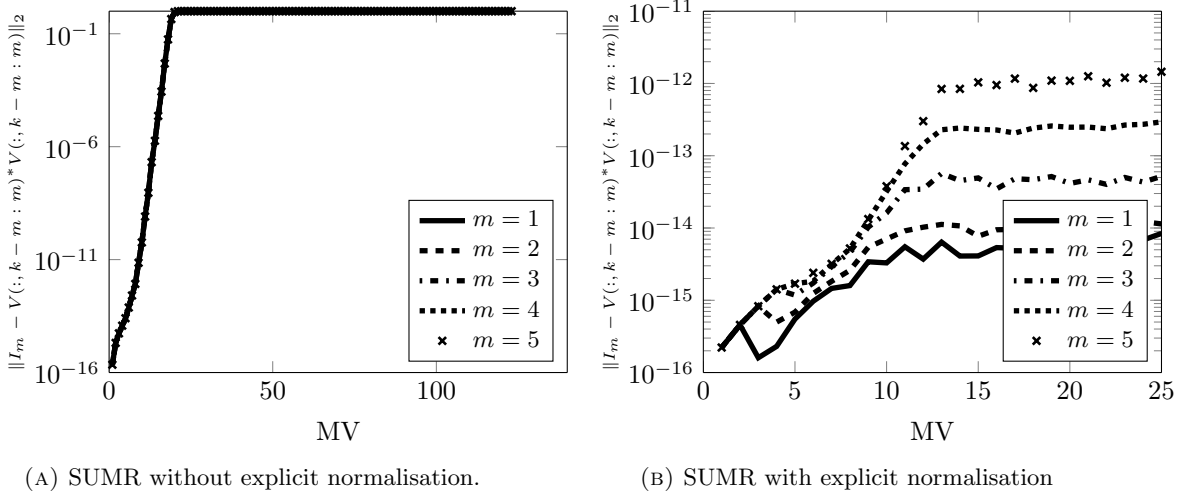 10^{-1}
10^{-6}
10^{-11}
10^{-16}
‖I_m − V(:, k − m : m)^* V(:, k − m : m)‖_2
0 50 100
MV
m = 1
m = 2
m = 3
m = 4
m = 5
(A) SUMR without explicit normalisation.
10^{-11}
10^{-12}
10^{-13}
10^{-14}
10^{-15}
10^{-16}
‖I_m − V(:, k − m : m)^* V(:, k − m : m)‖_2
0 5 10 15 20 25
MV
m = 1
m = 2
m = 3
m = 4
m = 5
(B) SUMR with explicit normalisation